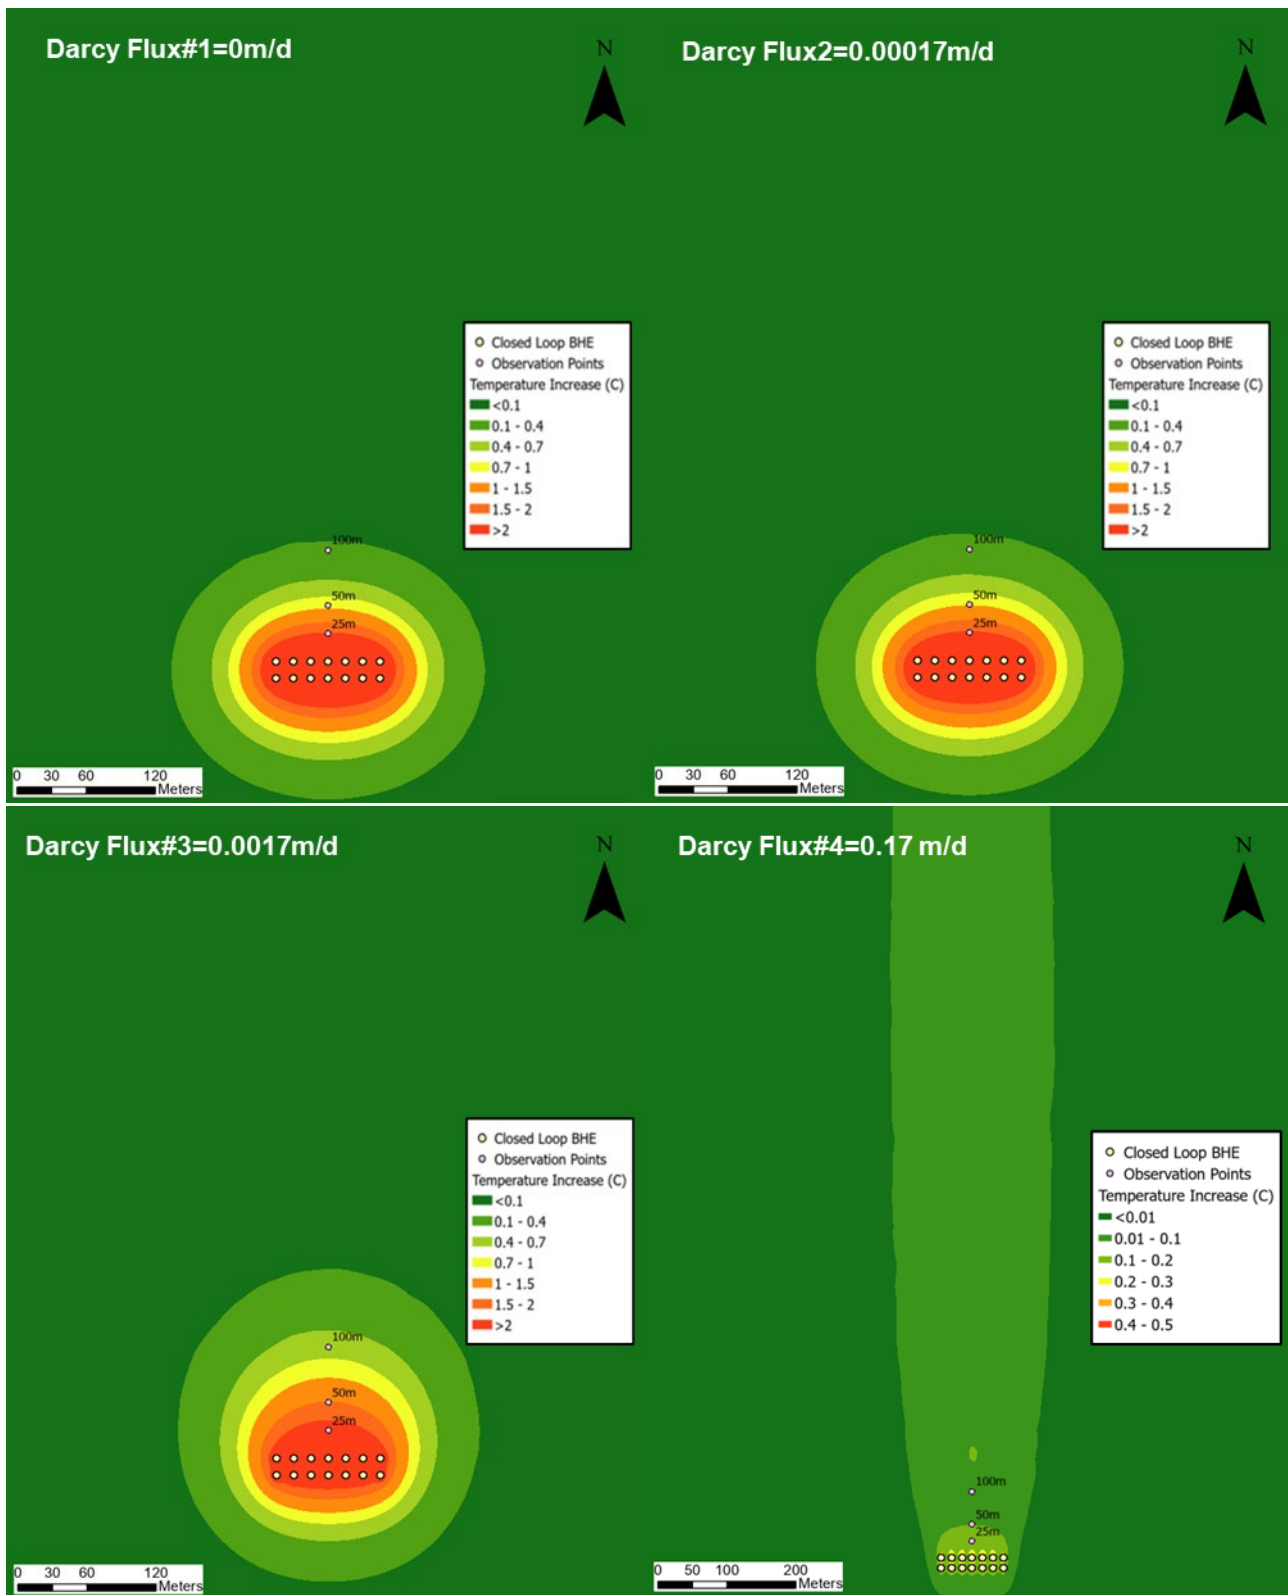 Darcy Flux#1=0m/d
N
Closed Loop BHE
Observation Points
Temperature Increase (C)
<0.1
0.1 - 0.4
0.4 - 0.7
0.7 - 1
1 - 1.5
1.5 - 2
>2
100m
50m
25m
0 30 60 120
Meters
Darcy Flux2=0.00017m/d
N
Closed Loop BHE
Observation Points
Temperature Increase (C)
<0.1
0.1 - 0.4
0.4 - 0.7
0.7 - 1
1 - 1.5
1.5 - 2
>2
100m
50m
25m
0 30 60 120
Meters
Darcy Flux#3=0.0017m/d
N
Closed Loop BHE
Observation Points
Temperature Increase (C)
<0.1
0.1 - 0.4
0.4 - 0.7
0.7 - 1
1 - 1.5
1.5 - 2
>2
100m
50m
25m
0 30 60 120
Meters
Darcy Flux#4=0.17 m/d
N
Closed Loop BHE
Observation Points
Temperature Increase (C)
<0.01
0.01 - 0.1
0.1 - 0.2
0.2 - 0.3
0.3 - 0.4
0.4 - 0.5
100m
50m
25m
0 50 100 200
Meters